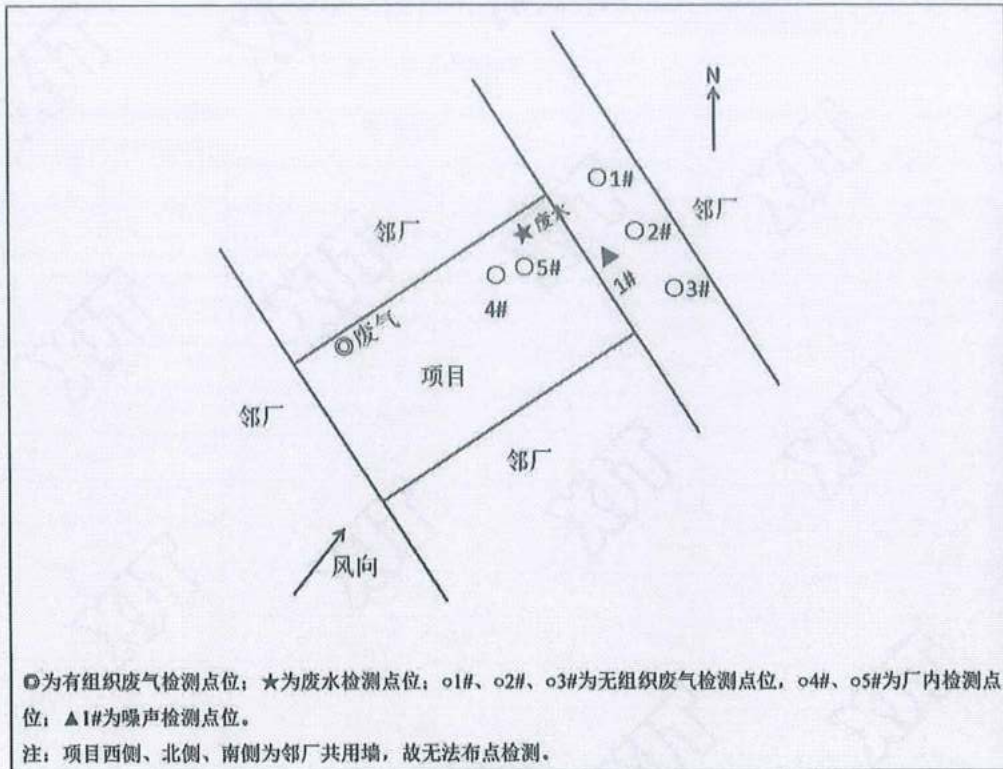 N
○1#
邻厂
○2#
邻厂
★废水
○5#
▲
1#
○3#
○
4#
◎废气
项目
邻厂
邻厂
风向
◎为有组织废气检测点位；★为废水检测点位；○1#、○2#、○3#为无组织废气检测点位，○4#、○5#为厂内检测点
位；▲1#为噪声检测点位。
注：项目西侧、北侧、南侧为邻厂共用墙，故无法布点检测。